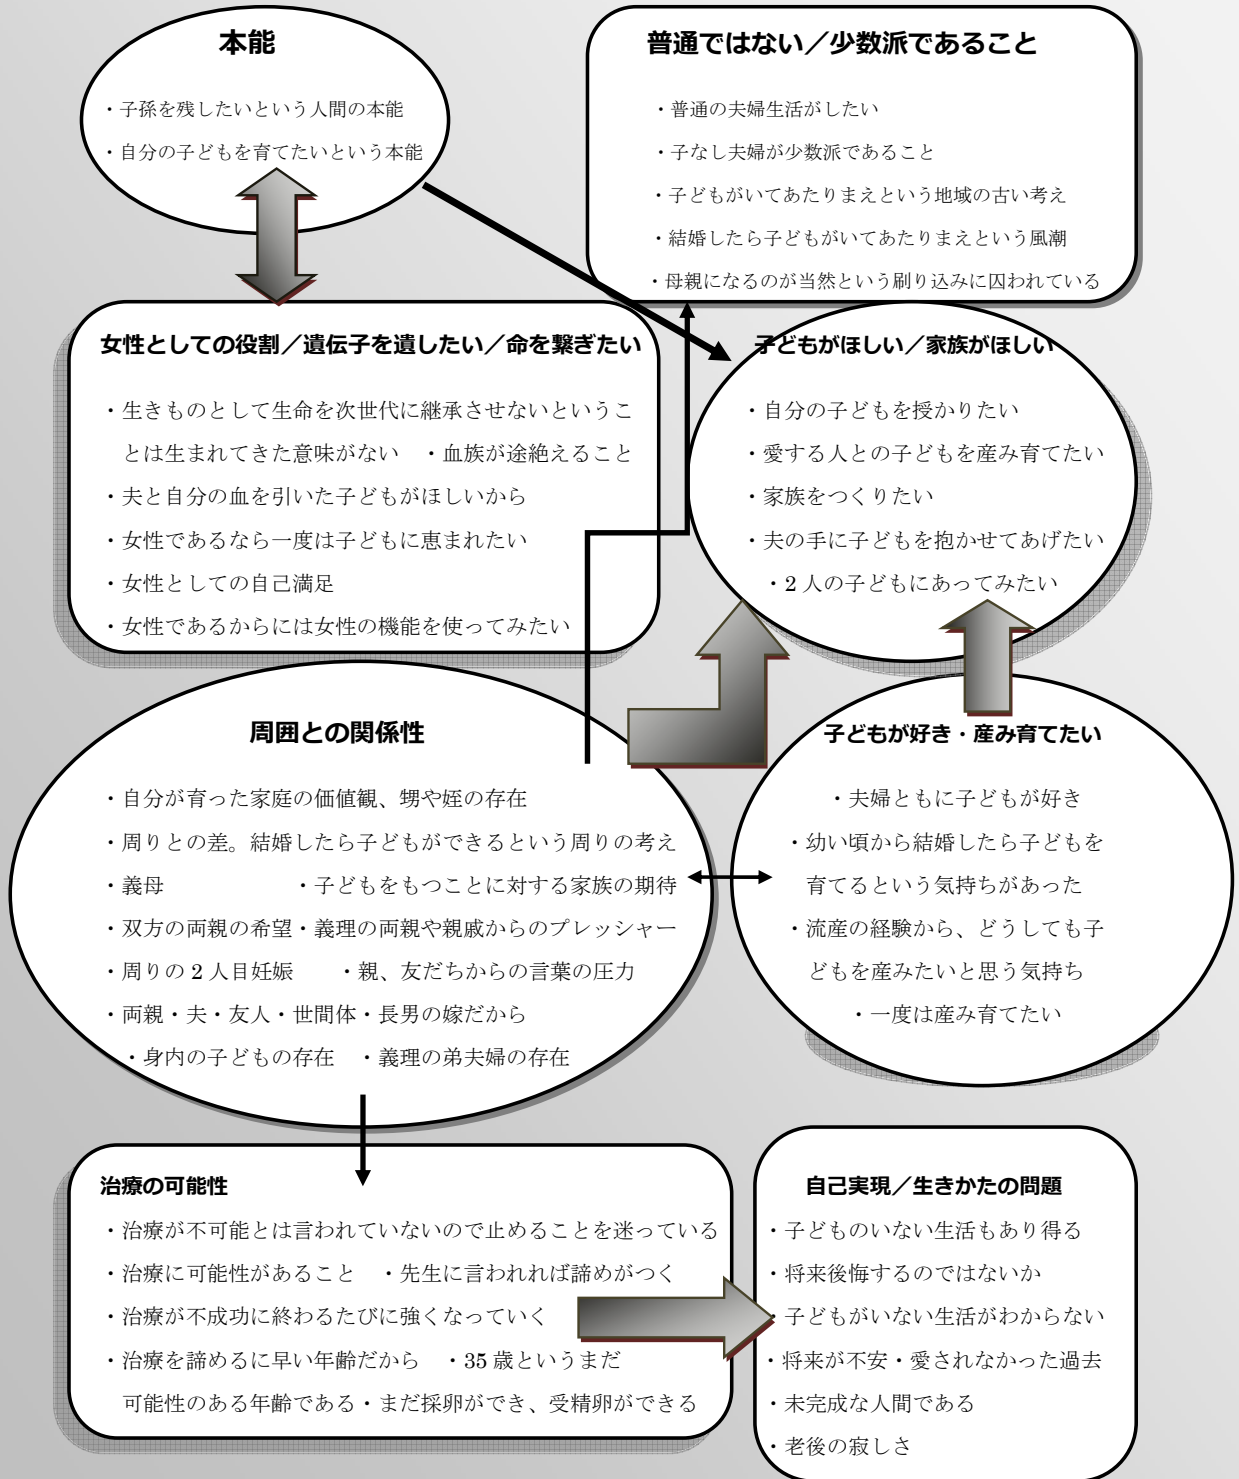 本能
・子孫を残したいという人間の本能
・自分の子どもを育てたいという本能
普通ではない／少数派であること
・普通の夫婦生活がしたい
・子なし夫婦が少数派であること
・子どもがいてあたりまえという地域の古い考え
・結婚したら子どもがいてあたりまえという風潮
・母親になるのが当然という刷り込みに囚われている
女性としての役割／遺伝子を遺したい／命を繋ぎたい
・生きものとして生命を次世代に継承させないというこ
とは生まれてきた意味がない　・血族が途絶えること
・夫と自分の血を引いた子どもがほしいから
・女性であるなら一度は子どもに恵まれたい
・女性としての自己満足
・女性であるからには女性の機能を使ってみたい
子どもがほしい／家族がほしい
・自分の子どもを授かりたい
・愛する人との子どもを産み育てたい
・家族をつくりたい
・夫の手に子どもを抱かせてあげたい
・2 人の子どもにあってみたい
周囲との関係性
・自分が育った家庭の価値観、甥や姪の存在
・周りとの差。結婚したら子どもができるという周りの考え
・義母　　　　　　・子どもをもつことに対する家族の期待
・双方の両親の希望・義理の両親や親戚からのプレッシャー
・周りの 2 人目妊娠　　・親、友だちからの言葉の圧力
・両親・夫・友人・世間体・長男の嫁だから
・身内の子どもの存在　・義理の弟夫婦の存在
子どもが好き・産み育てたい
・夫婦ともに子どもが好き
・幼い頃から結婚したら子どもを
育てるという気持ちがあった
・流産の経験から、どうしても子
どもを産みたいと思う気持ち
・一度は産み育てたい
治療の可能性
・治療が不可能とは言われていないので止めることを迷っている
・治療に可能性があること　・先生に言われれば諦めがつく
・治療が不成功に終わるたびに強くなっていく
・治療を諦めるに早い年齢だから　・35 歳というまだ
可能性のある年齢である・まだ採卵ができ、受精卵ができる
自己実現／生きかたの問題
・子どものいない生活もあり得る
・将来後悔するのではないか
・子どもがいない生活がわからない
・将来が不安・愛されなかった過去
・未完成な人間である
・老後の寂しさ